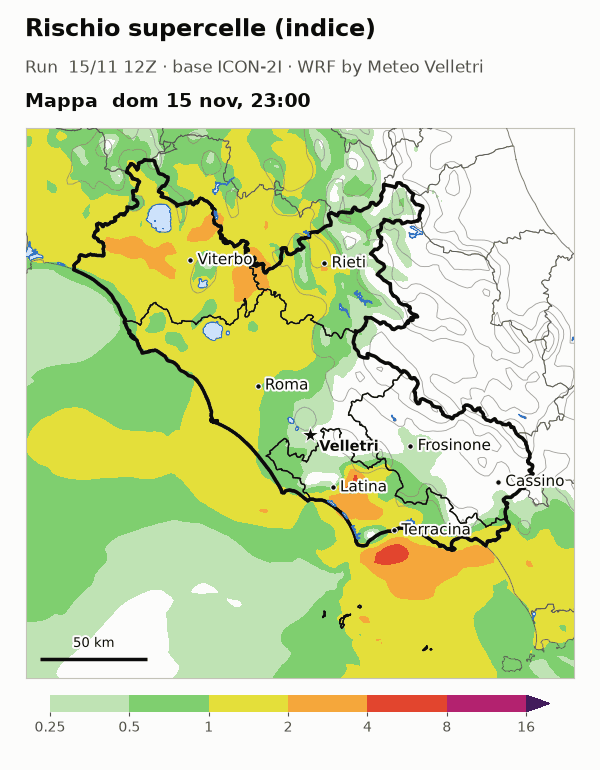 Rischio supercelle (indice)
Run  15/11 12Z · base ICON-2I · WRF by Meteo Velletri
Mappa  dom 15 nov, 23:00
Viterbo
Rieti
Roma
Velletri
Frosinone
Cassino
Latina
Terracina
50 km
0.25 0.5 1 2 4 8 16